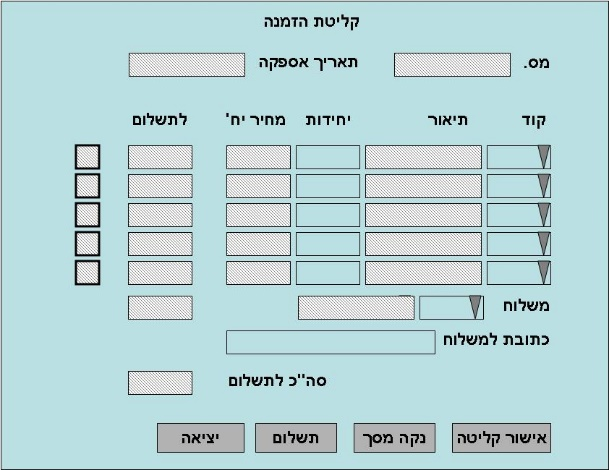 קליטת הזמנה
מס. תאריך אספקה
קוד תיאור יחידות מחיר יח' לתשלום
משלוח
כתובת למשלוח
סה"כ לתשלום
אישור קליטה נקה מסך תשלום יציאה